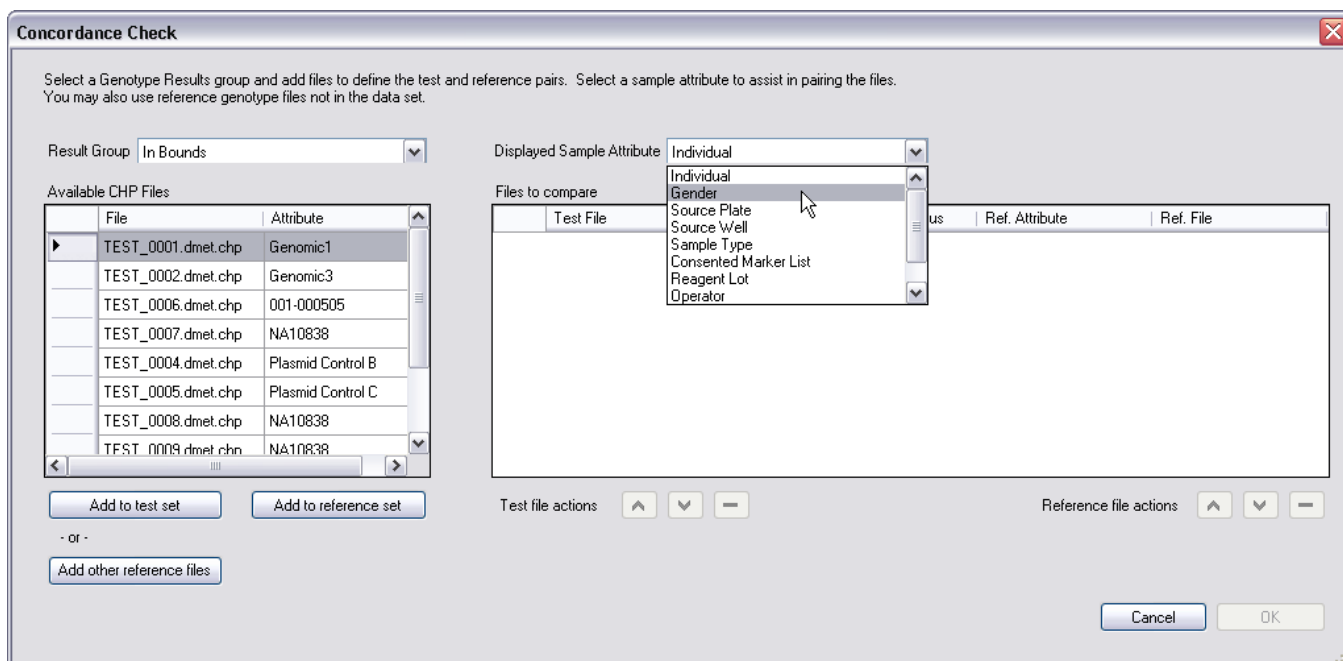 Concordance Check
Select a Genotype Results group and add files to define the test and reference pairs. Select a sample attribute to assist in pairing the files.
You may also use reference genotype files not in the data set.
Result Group In Bounds
Displayed Sample Attribute Individual
Available CHP Files
File Attribute
TEST_0001.dmet.chp Genomic1
TEST_0002.dmet.chp Genomic3
TEST_0006.dmet.chp 001-000505
TEST_0007.dmet.chp NA10838
TEST_0004.dmet.chp Plasmid Control B
TEST_0005.dmet.chp Plasmid Control C
TEST_0008.dmet.chp NA10838
TEST_0009.dmet.chp NA10838
Individual
Gender
Source Plate
Source Well
Sample Type
Consented Marker List
Reagent Lot
Operator
Files to compare
Test File us Ref. Attribute Ref. File
Add to test set Add to reference set
- or -
Add other reference files
Test file actions
Reference file actions
Cancel OK